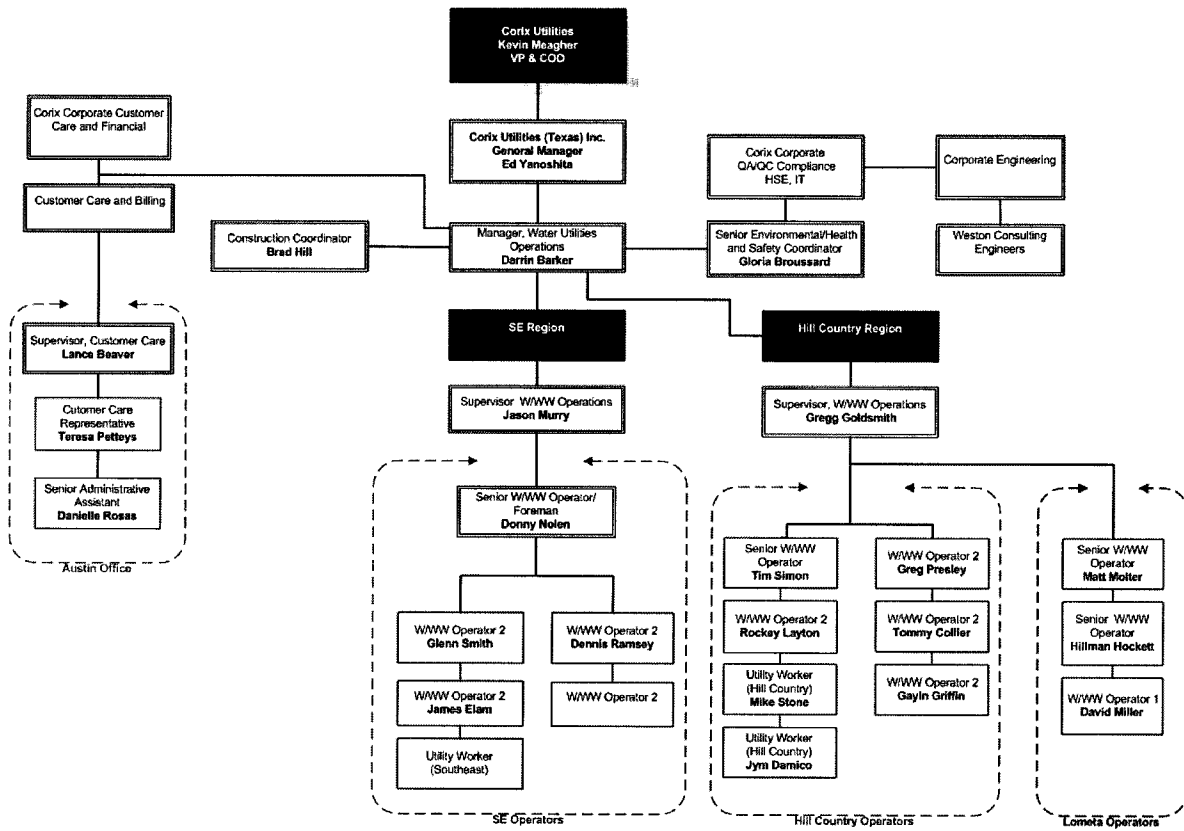 Corix Utilities
Kevin Meagher
VP & COO
Corix Corporate Customer
Care and Financial
Corix Utilities (Texas) Inc.
General Manager
Ed Yanoshita
Corix Corporate
QA/QC Compliance
HSE, IT
Corporate Engineering
Customer Care and Billing
Construction Coordinator
Brad Hill
Manager, Water Utilities
Operations
Darrin Barker
Senior Environmental/Health
and Safety Coordinator
Gloria Broussard
Weston Consulting
Engineers
SE Region
Hill Country Region
Supervisor, Customer Care
Lance Beaver
Cutomer Care
Representative
Teresa Petteys
Senior Administrative
Assistant
Danielle Rosas
Austin Office
Supervisor W/WW Operations
Jason Murry
Supervisor, W/WW Operations
Gregg Goldsmith
Senior W/WW Operator/
Foreman
Donny Nolen
W/WW Operator 2
Glenn Smith
W/WW Operator 2
James Elam
Utility Worker
(Southeast)
W/WW Operator 2
Dennis Ramsey
W/WW Operator 2
SE Operators
Senior W/WW
Operator
Tim Simon
W/WW Operator 2
Rockey Layton
Utility Worker
(Hill Country)
Mike Stone
Utility Worker
(Hill Country)
Jym Damico
W/WW Operator 2
Greg Presley
W/WW Operator 2
Tommy Collier
W/WW Operator 2
Gayln Griffin
Hill Country Operators
Senior W/WW
Operator
Matt Molter
Senior W/WW
Operator
Hillman Hockett
W/WW Operator 1
David Miller
Lometa Operators